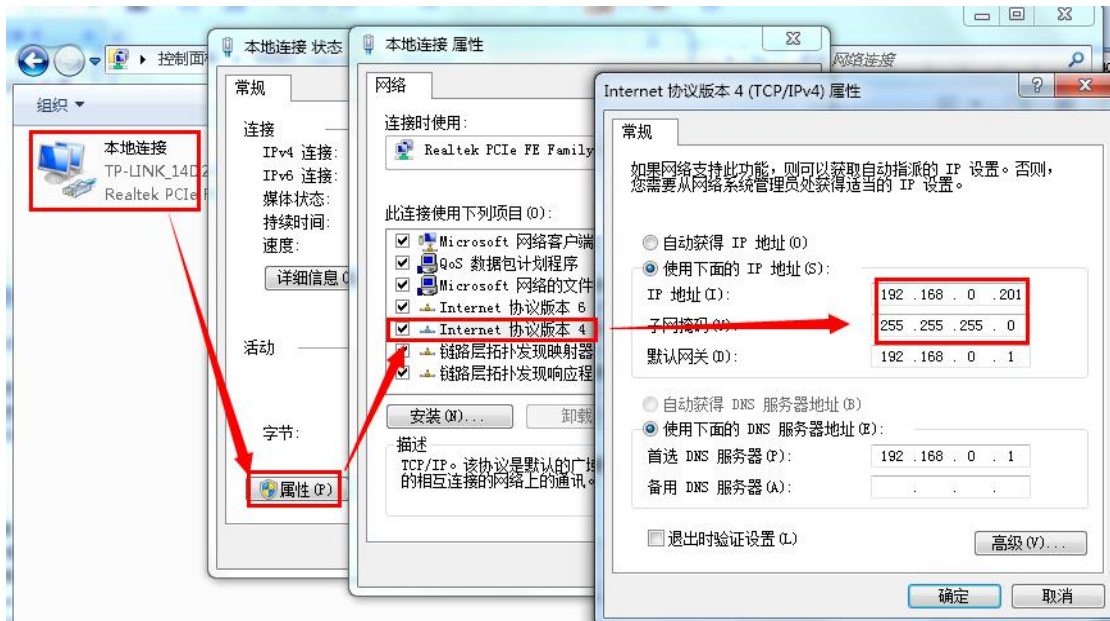 控制面
网络连接
组织
本地连接
TP-LINK_14D2
Realtek PCIe F
本地连接 状态
常规
连接
IPv4 连接:
IPv6 连接:
媒体状态:
持续时间:
速度:
详细信息(
活动
字节:
属性(P)
本地连接 属性
网络
连接时使用:
Realtek PCIe FE Family
此连接使用下列项目(O):
Microsoft 网络客户端
QoS 数据包计划程序
Microsoft 网络的文件
Internet 协议版本 6
Internet 协议版本 4
链路层拓扑发现映射器
链路层拓扑发现响应程
安装(N)...
卸载
描述
TCP/IP。该协议是默认的广域
的相互连接的网络上的通讯。
Internet 协议版本 4 (TCP/IPv4) 属性
常规
如果网络支持此功能，则可以获取自动指派的 IP 设置。否则，
您需要从网络系统管理员处获得适当的 IP 设置。
自动获得 IP 地址(O)
使用下面的 IP 地址(S):
IP 地址(I): 192 .168 . 0 .201
子网掩码(U): 255 .255 .255 . 0
默认网关(D): 192 .168 . 0 . 1
自动获得 DNS 服务器地址(B)
使用下面的 DNS 服务器地址(E):
首选 DNS 服务器(P): 192 .168 . 0 . 1
备用 DNS 服务器(A): . . .
退出时验证设置(L)
高级(V)...
确定
取消